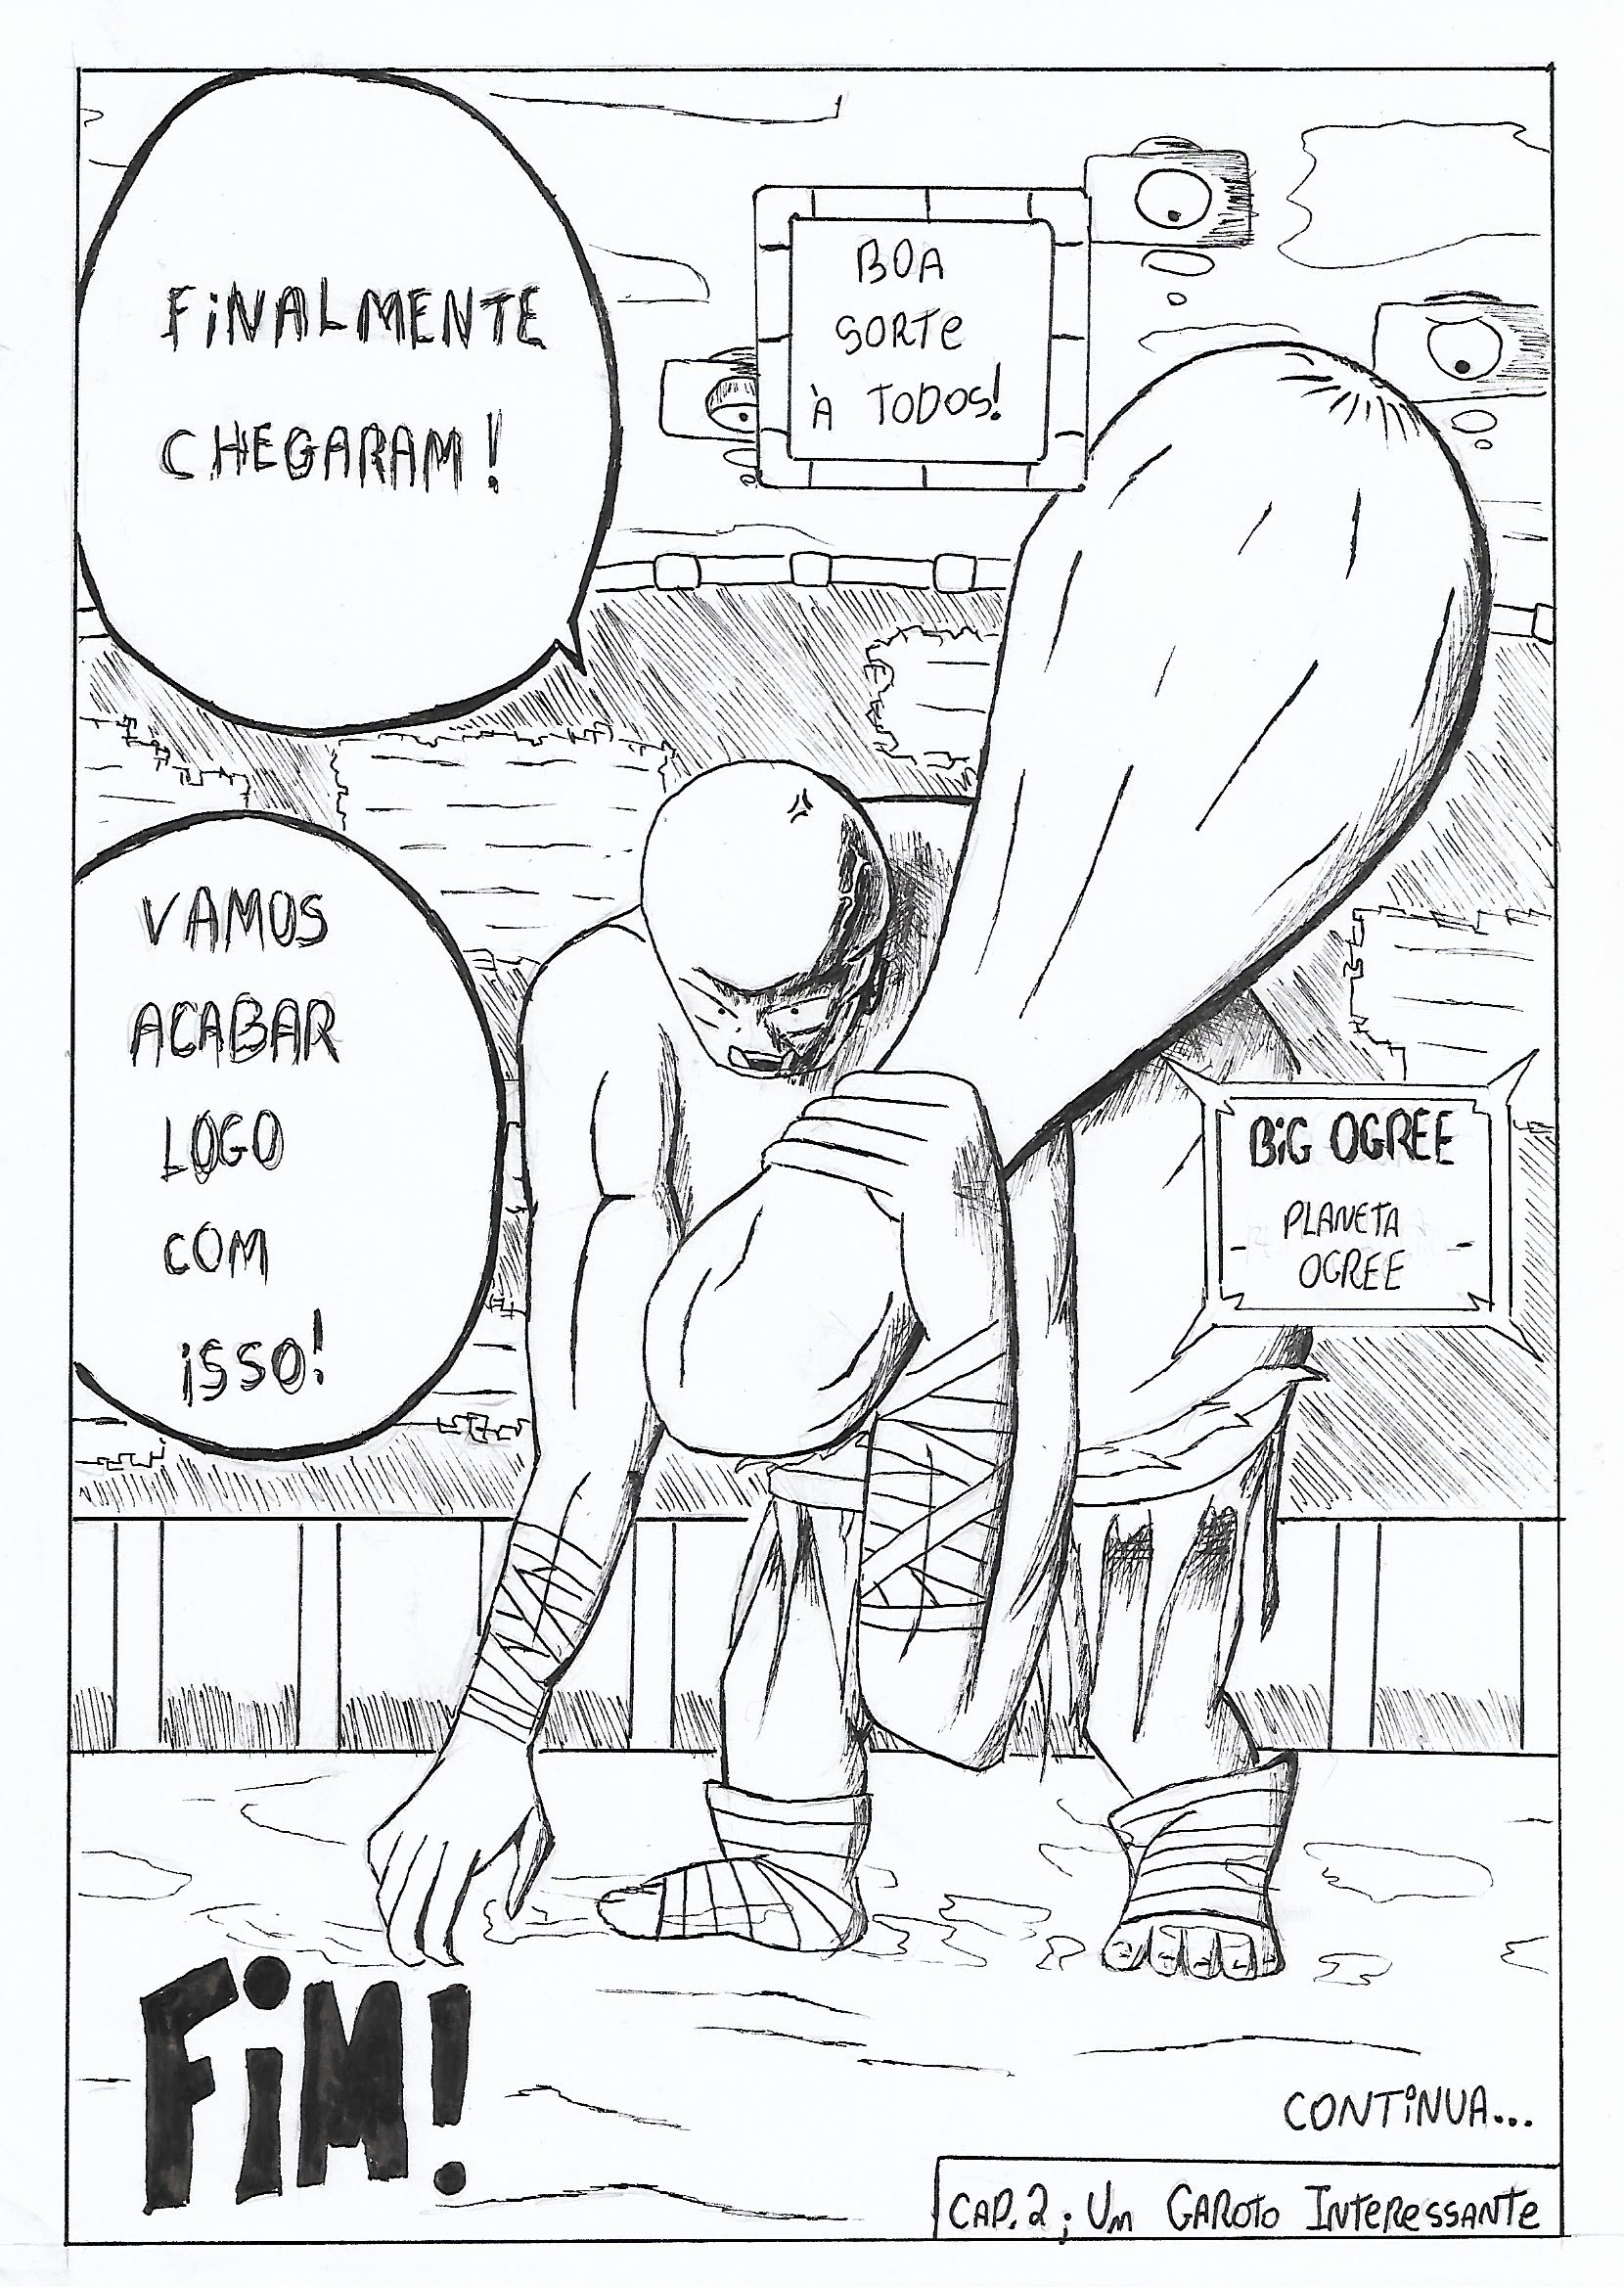 FiNALMENTE
CHEGARAM!
BOA
SORTe
À TODOS!
VAMOS
ACABAR
LOGO
COM
iSSO!
BiG OGREE
PLANETA
- OGREE -
FiM!
CONTiNUA...
CAP. 2; Um GAROTO INTeReSSANTe